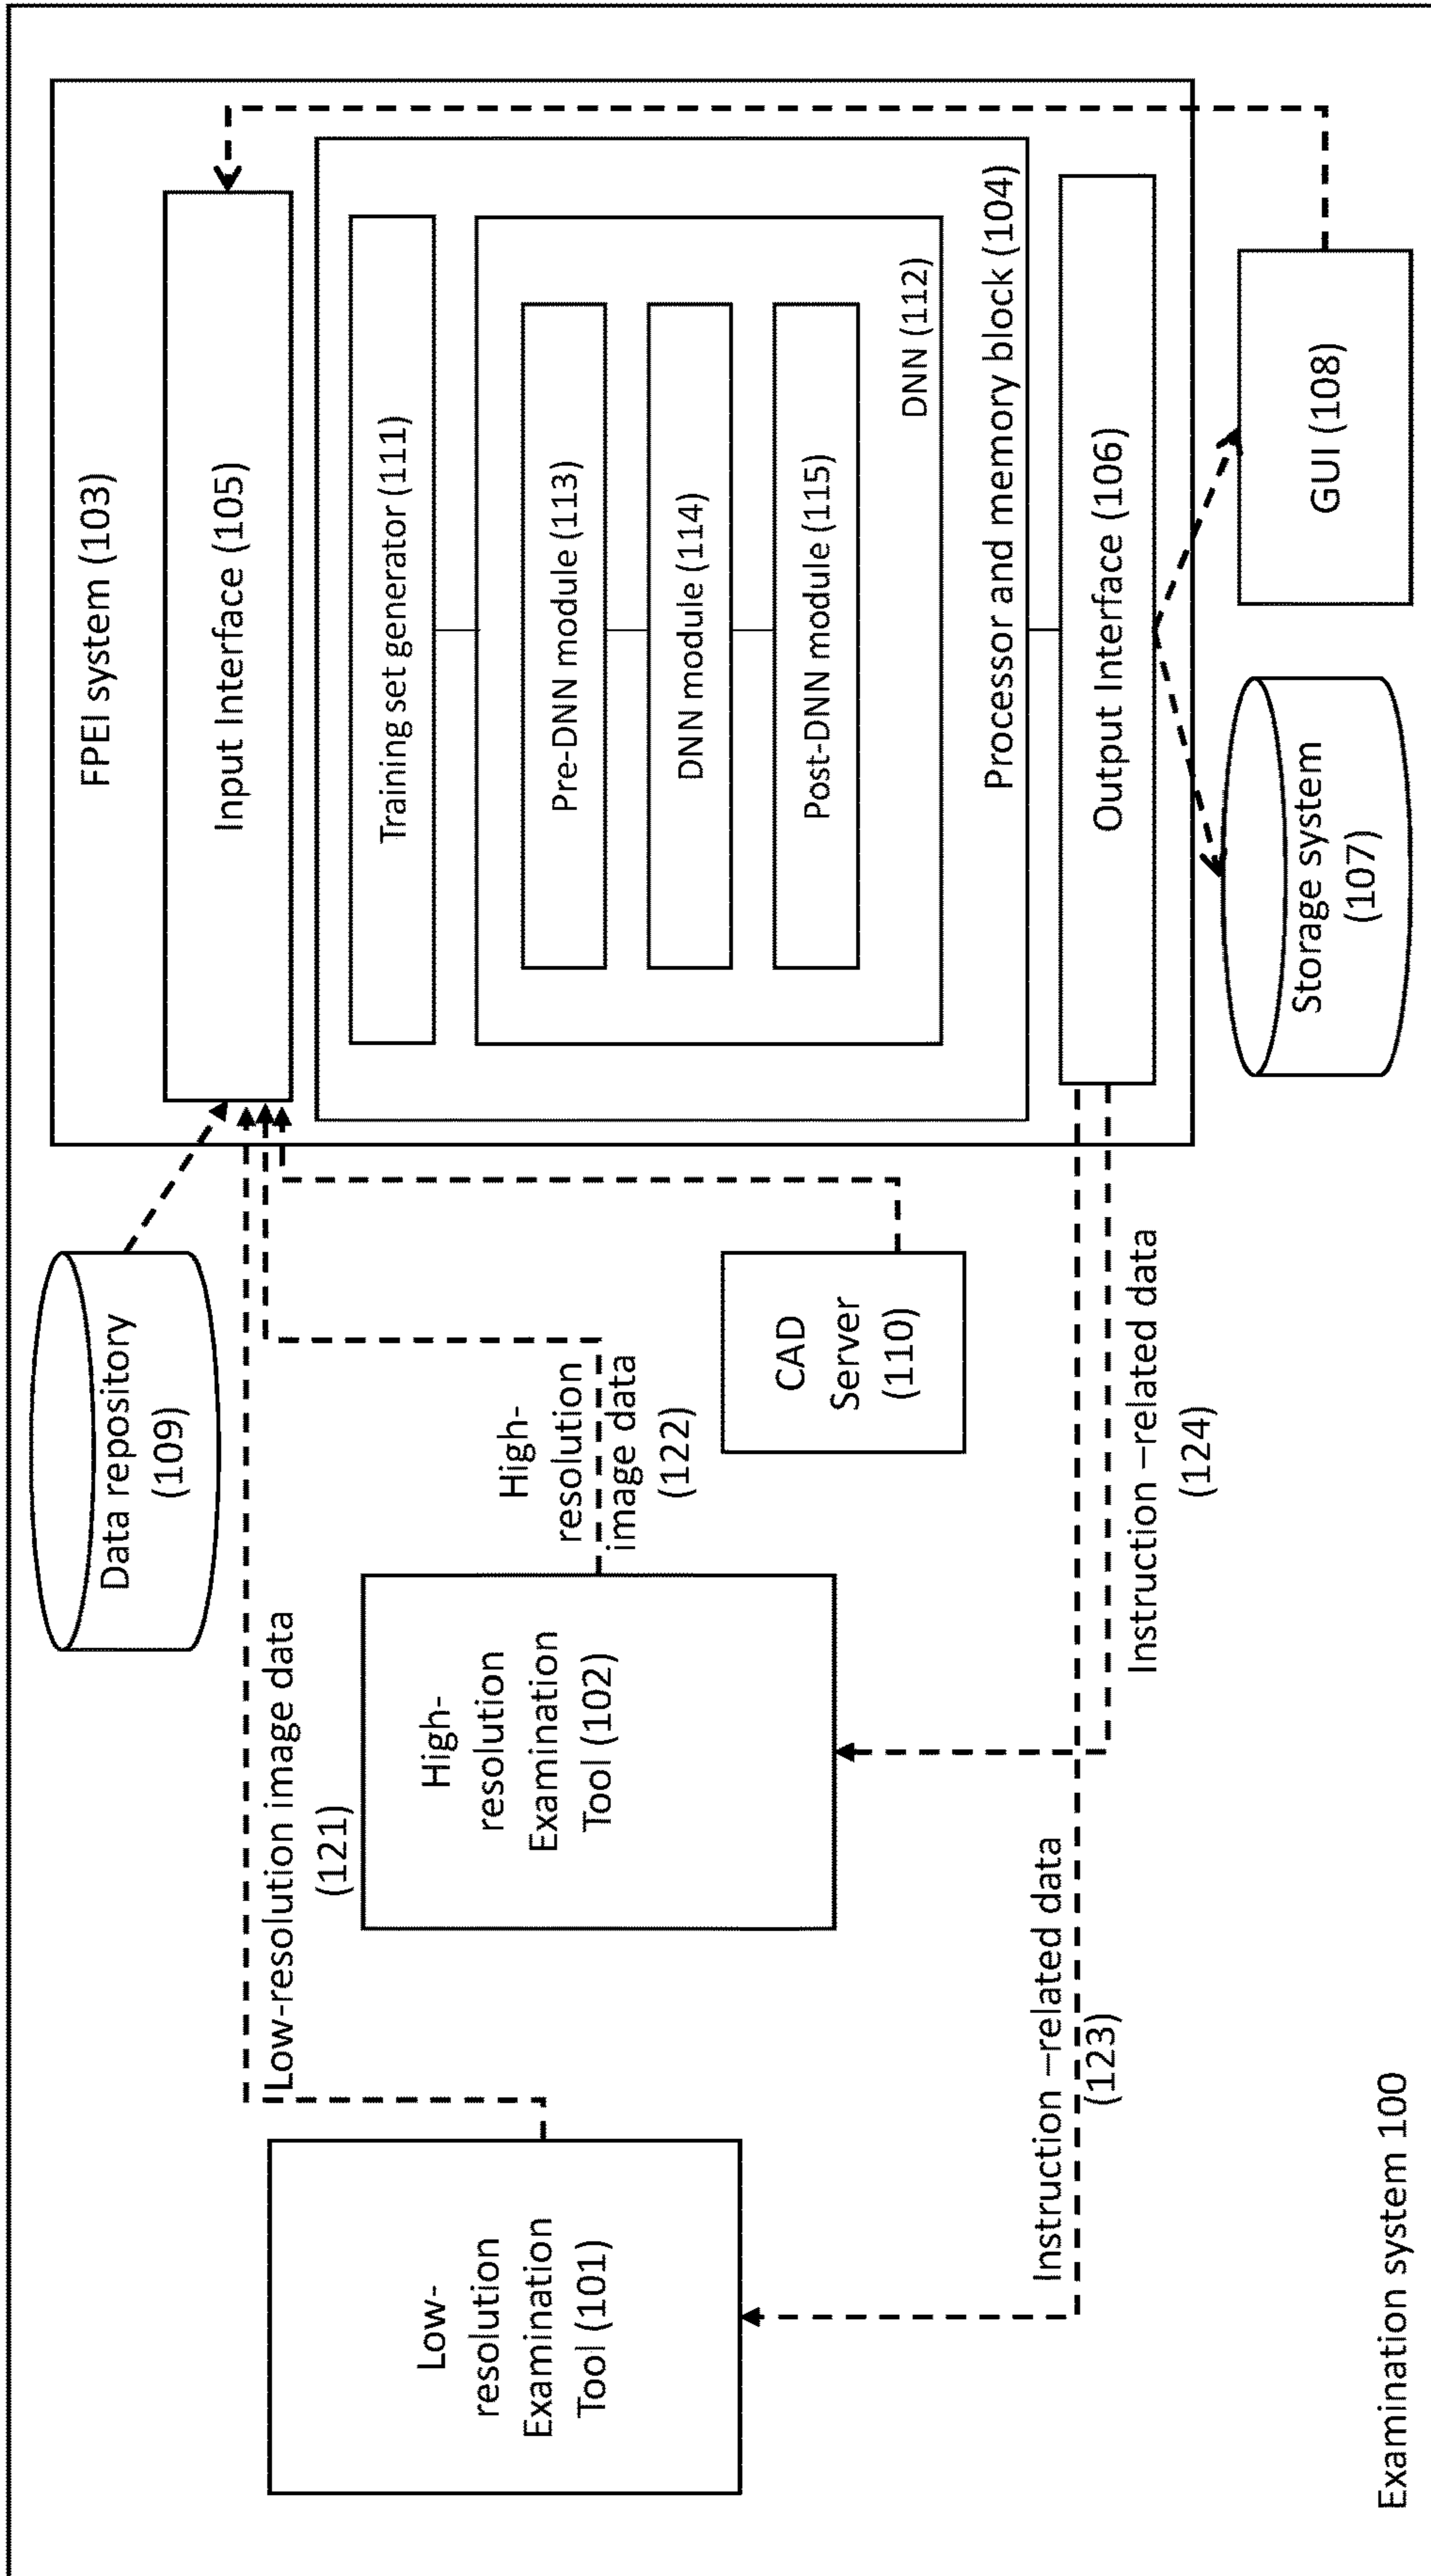 Data repository
(109)
FPEI system (103)
Input Interface (105)
Low-resolution image data
(121)
Training set generator (111)
Low-
resolution
Examination
Tool (101)
High-
resolution
Examination
Tool (102)
High-
resolution
image data
(122)
Pre-DNN module (113)
DNN module (114)
Post-DNN module (115)
DNN (112)
CAD
Server
(110)
Processor and memory block (104)
Instruction –related data
(123)
Instruction –related data
(124)
Output Interface (106)
Storage system
(107)
GUI (108)
Examination system 100